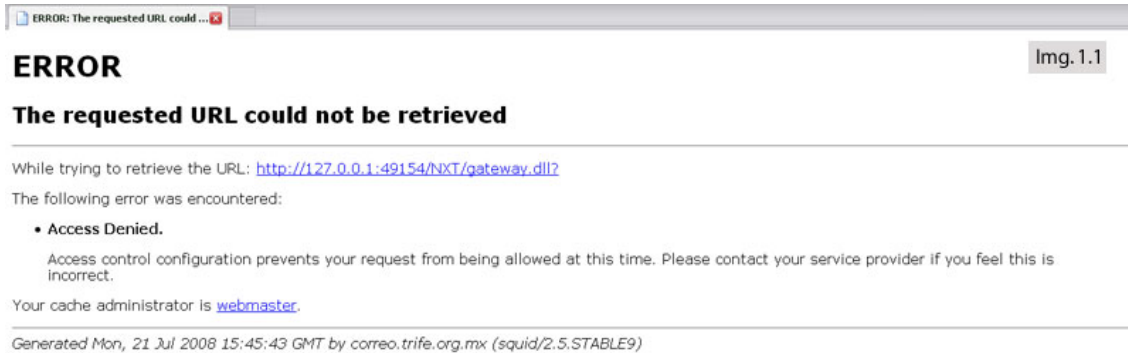 ERROR: The requested URL could ...
Img. 1.1
ERROR
The requested URL could not be retrieved
While trying to retrieve the URL: http://127.0.0.1:49154/NXT/gateway.dll?
The following error was encountered:
• Access Denied.
Access control configuration prevents your request from being allowed at this time. Please contact your service provider if you feel this is
incorrect.
Your cache administrator is webmaster.
Generated Mon, 21 Jul 2008 15:45:43 GMT by correo.trife.org.mx (squid/2.5.STABLE9)